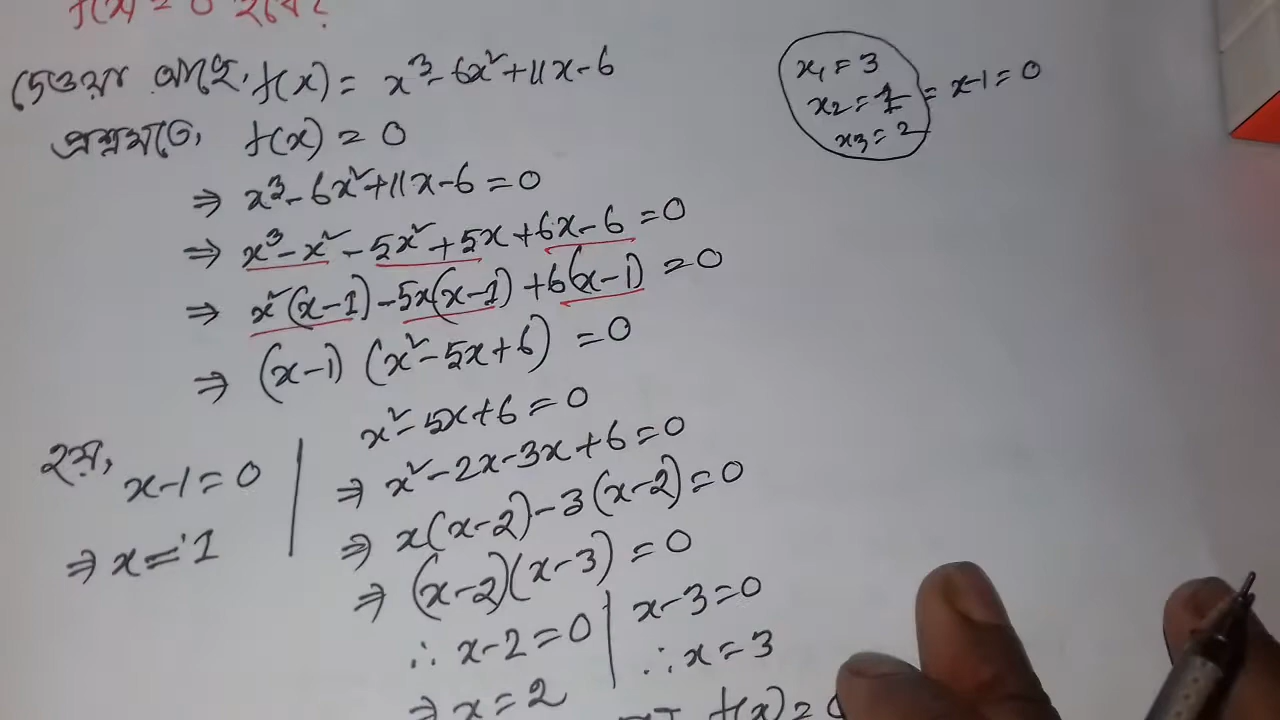 f(x) = 0 হবে?
দেওয়া আছে, f(x) = x³ - 6x² + 11x - 6
প্রশ্নমতে, f(x) = 0
⇒ x³ - 6x² + 11x - 6 = 0
⇒ x³ - x² - 5x² + 5x + 6x - 6 = 0
⇒ x²(x-1) - 5x(x-1) + 6(x-1) = 0
⇒ (x-1) (x² - 5x + 6) = 0
হয়, x-1 = 0
⇒ x = 1
x² - 5x + 6 = 0
⇒ x² - 2x - 3x + 6 = 0
⇒ x(x-2) - 3(x-2) = 0
⇒ (x-2)(x-3) = 0
∴ x-2 = 0
⇒ x = 2
x-3 = 0
∴ x = 3
f(x) =
x₁ = 3
x₂ = 1 = x-1 = 0
x₃ = 2